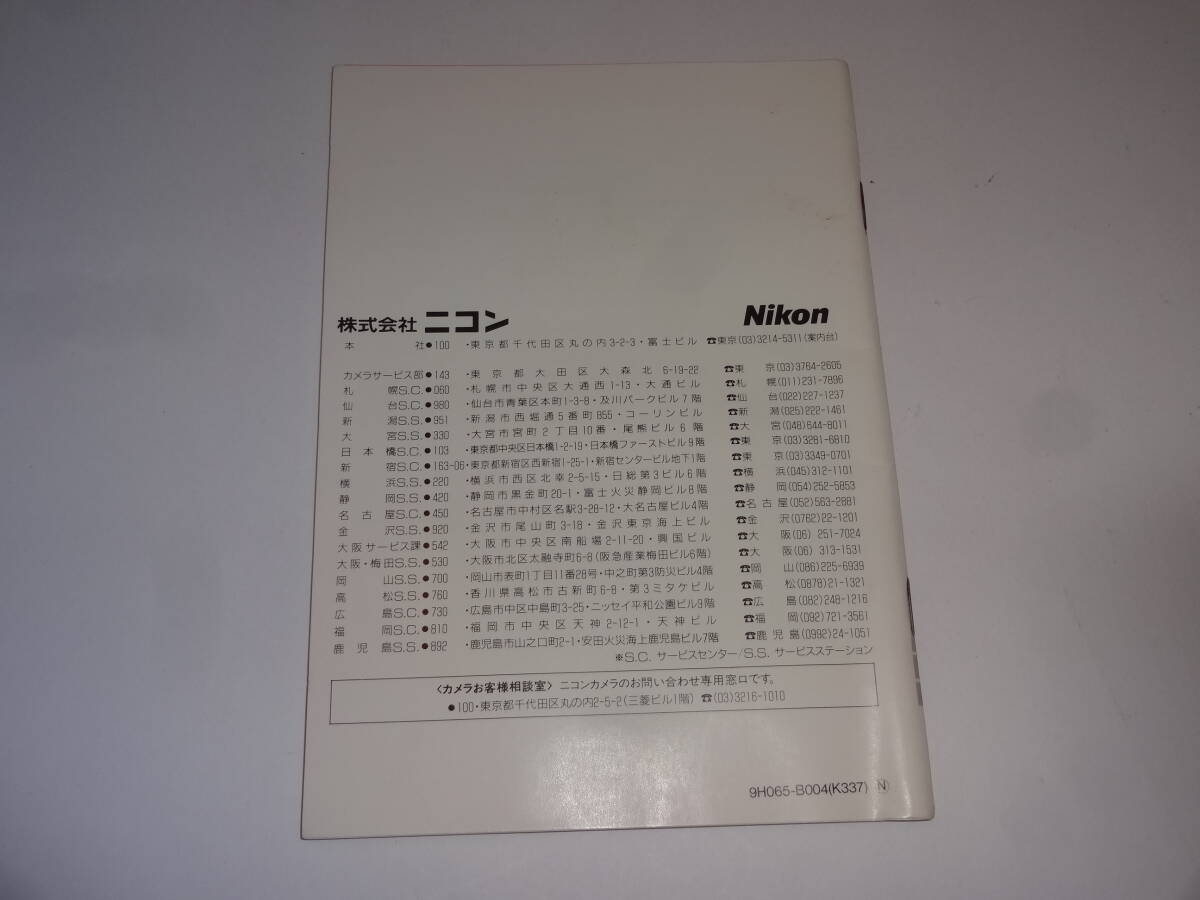 株式会社 ニコン Nikon
本社●100 ・東京都千代田区丸の内3-2-3・富士ビル ☎東京(03)3214-5311(案内台)
カメラサービス部●143 ・東京都大田区大森北6-19-22 ☎東京(03)3764-2605
札幌S.C.●060 ・札幌市中央区大通西1-13・大通ビル ☎札幌(011)231-7896
仙台S.C.●980 ・仙台市青葉区本町1-3-8・及川パークビル7階 ☎仙台(022)227-1237
新潟S.S.●951 ・新潟市西堀通5番町855・コーリンビル ☎新潟(025)222-1461
大宮S.S.●330 ・大宮市宮町2丁目10番・尾熊ビル6階 ☎大宮(048)644-8011
日本橋S.C.●103 ・東京都中央区日本橋1-2-19・日本橋ファーストビル9階 ☎東京(03)3281-6810
新宿S.C.●163-06・東京都新宿区西新宿1-25-1・新宿センタービル地下1階 ☎東京(03)3349-0701
横浜S.S.●220 ・横浜市西区北幸2-5-15・日総第3ビル6階 ☎横浜(045)312-1101
静岡S.S.●420 ・静岡市黒金町20-1・富士火災静岡ビル8階 ☎静岡(054)252-5853
名古屋S.C.●450 ・名古屋市中村区名駅3-28-12・大名古屋ビル4階 ☎名古屋(052)563-2881
金沢S.S.●920 ・金沢市尾山町3-18・金沢東京海上ビル ☎金沢(0762)22-1201
大阪サービス課●542 ・大阪市中央区南船場2-11-20・興国ビル ☎大阪(06)251-7024
大阪・梅田S.S.●530 ・大阪市北区太融寺町6-8(阪急産業梅田ビル6階) ☎大阪(06)313-1531
岡山S.S.●700 ・岡山市表町1丁目11番28号・中之町第3防災ビル4階 ☎岡山(086)225-6939
高松S.S.●760 ・香川県高松市古新町6-8・第3ミタケビル ☎高松(0878)21-1321
広島S.C.●730 ・広島市中区中島町3-25・ニッセイ平和公園ビル9階 ☎広島(082)248-1216
福岡S.C.●810 ・福岡市中央区天神2-12-1・天神ビル ☎福岡(092)721-3561
鹿児島S.S.●892 ・鹿児島市山之口町2-1・安田火災海上鹿児島ビル7階 ☎鹿児島(0992)24-1051
※S.C. サービスセンター/S.S. サービスステーション
〈カメラお客様相談室〉ニコンカメラのお問い合わせ専用窓口です。
●100・東京都千代田区丸の内2-5-2(三菱ビル1階) ☎(03)3216-1010
9H065-B004(K337) Ⓝ